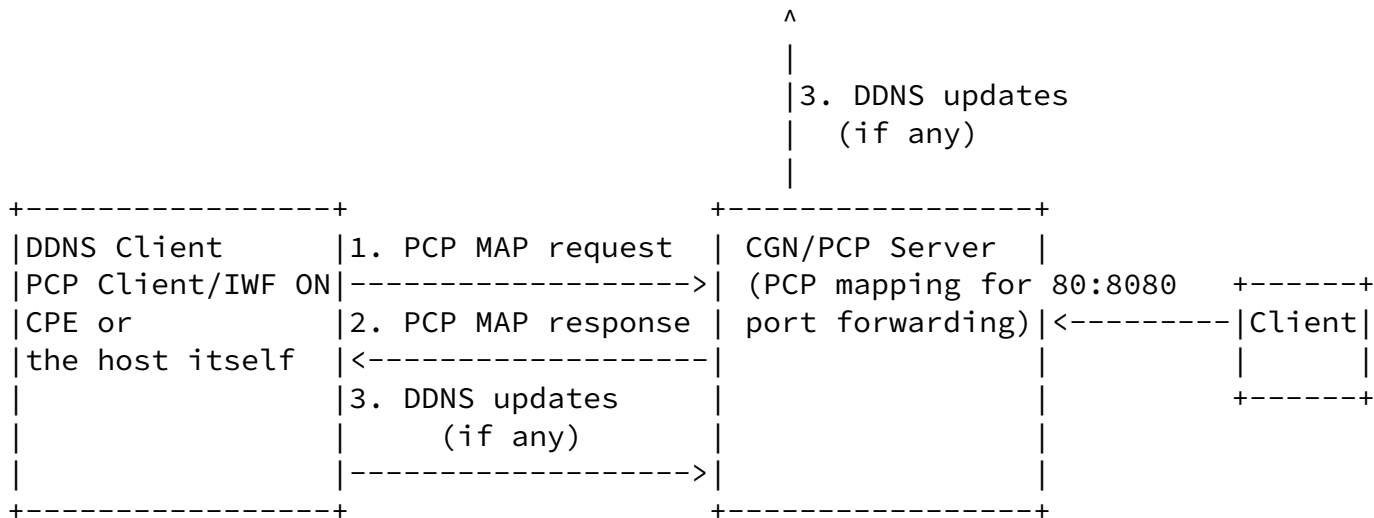 3. DDNS updates
(if any)
DDNS Client 1. PCP MAP request CGN/PCP Server
PCP Client/IWF ON (PCP mapping for 80:8080
CPE or 2. PCP MAP response port forwarding) Client
the host itself
3. DDNS updates
(if any)